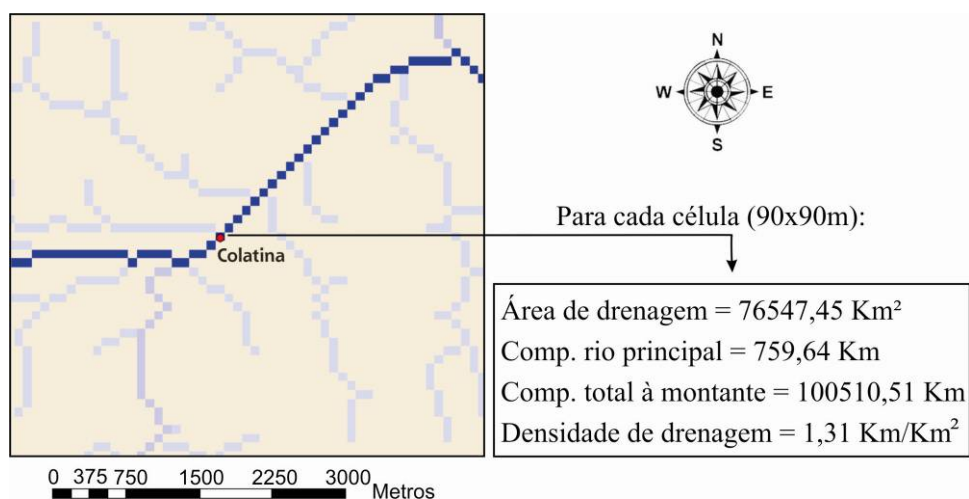 N
W E
S
Para cada célula (90x90m):
Colatina
Área de drenagem = 76547,45 Km²
Comp. rio principal = 759,64 Km
Comp. total à montante = 100510,51 Km
Densidade de drenagem = 1,31 Km/Km²
0 375 750 1500 2250 3000
Metros